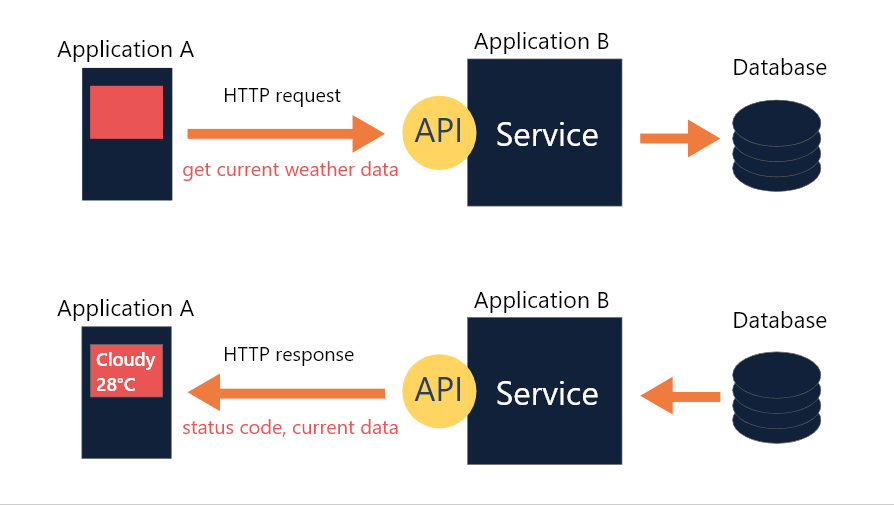 Application A
Application B
Database
HTTP request
API
Service
get current weather data
Application A
Application B
Database
HTTP response
Cloudy
28°C
API
Service
status code, current data